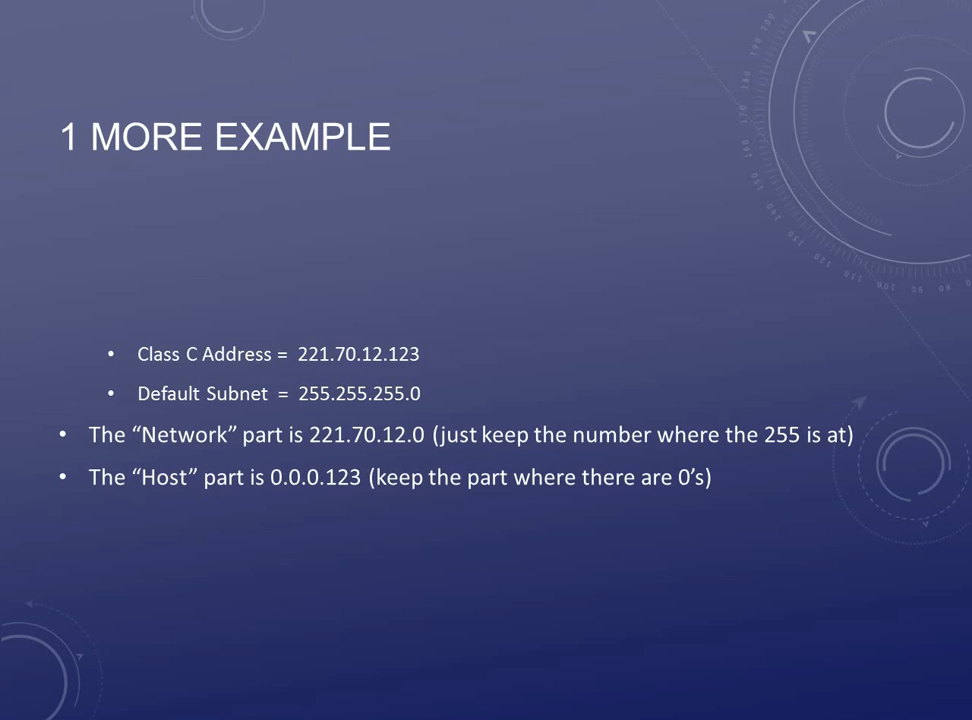 1 MORE EXAMPLE
• Class C Address = 221.70.12.123
• Default Subnet = 255.255.255.0
• The “Network” part is 221.70.12.0 (just keep the number where the 255 is at)
• The “Host” part is 0.0.0.123 (keep the part where there are 0’s)